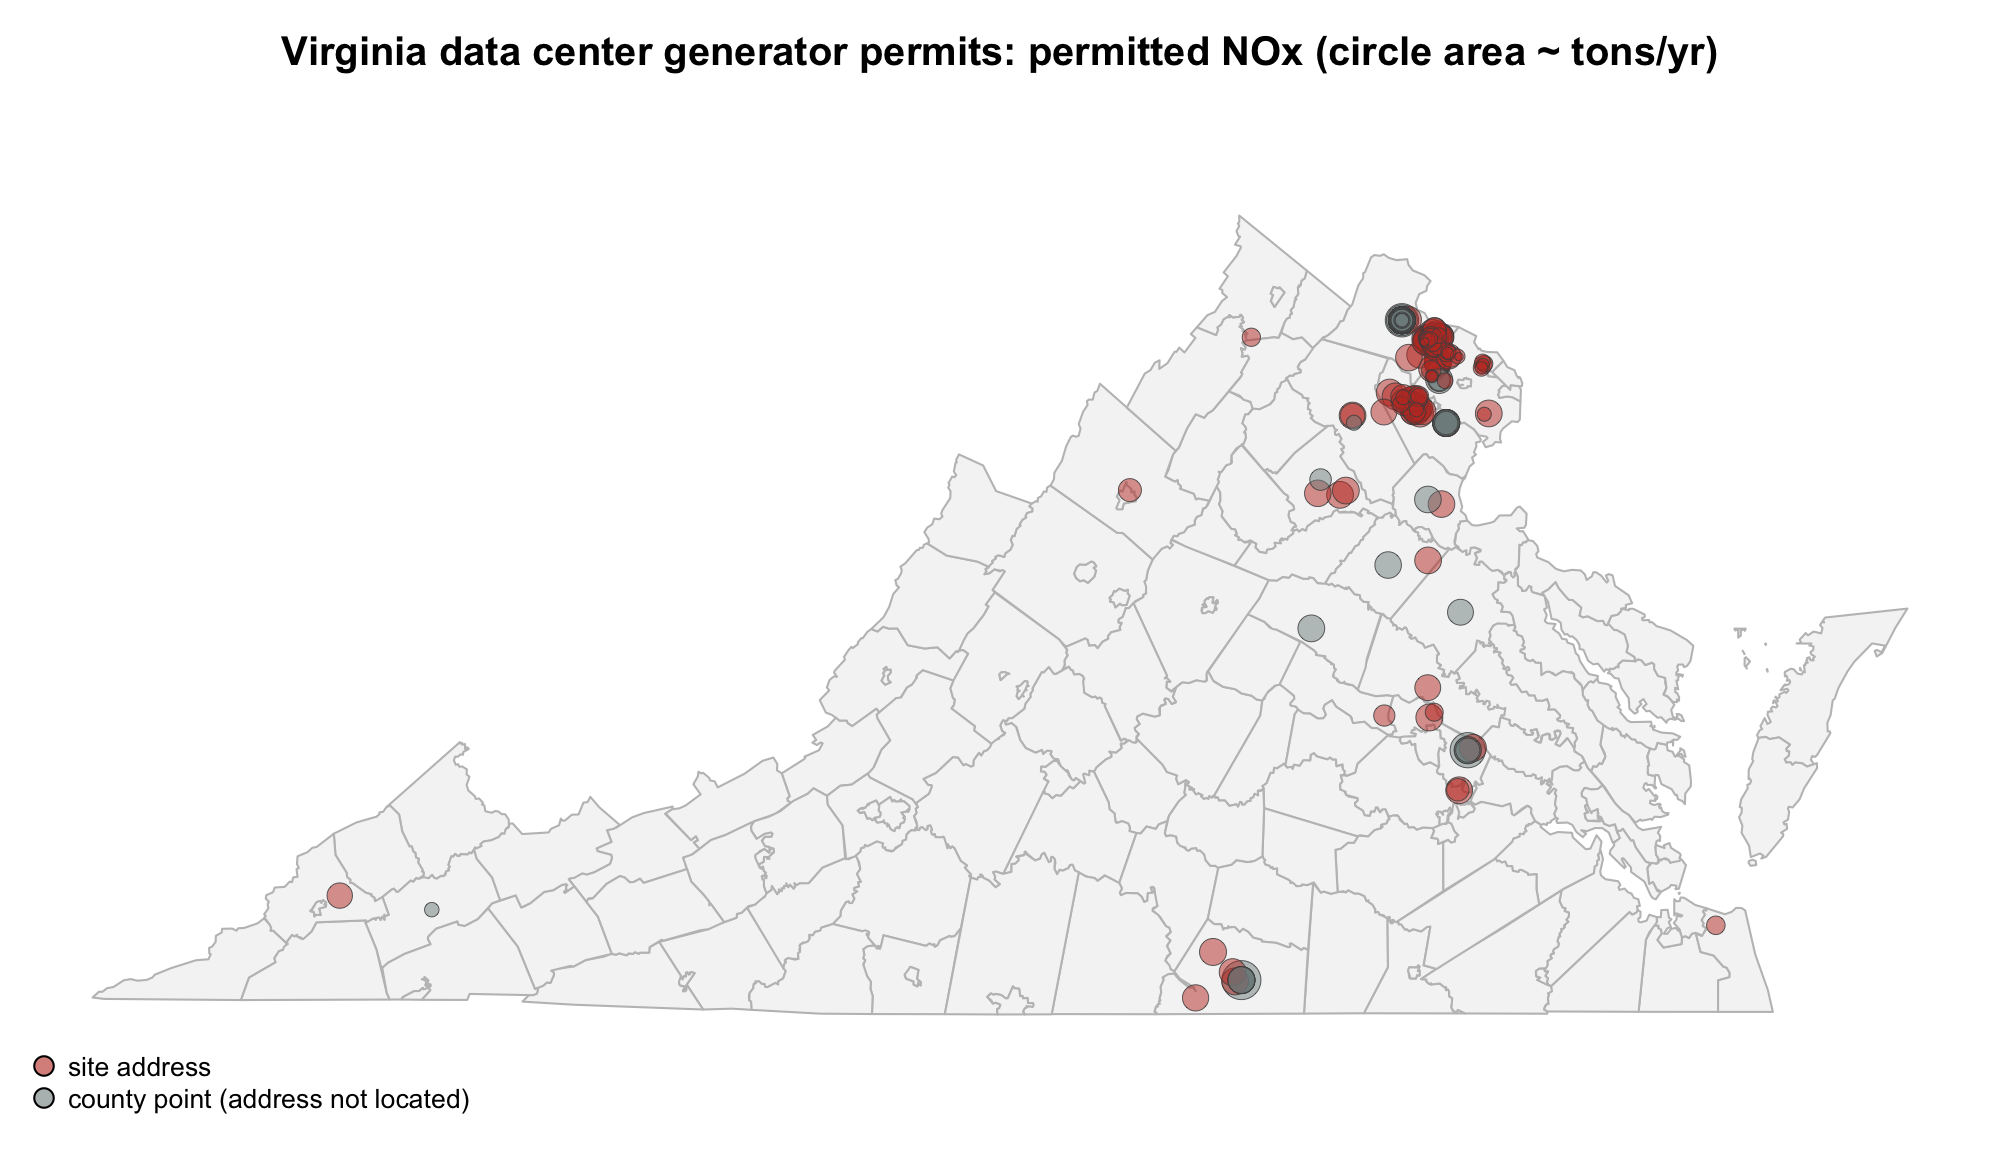 Virginia data center generator permits: permitted NOx (circle area ~ tons/yr)
site address
county point (address not located)